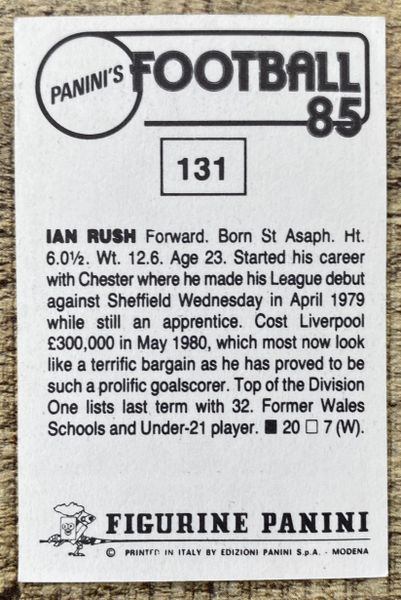 PANINI'S
FOOTBALL
85
131
IAN RUSH Forward. Born St Asaph. Ht.
6.0½. Wt. 12.6. Age 23. Started his career
with Chester where he made his League debut
against Sheffield Wednesday in April 1979
while still an apprentice. Cost Liverpool
£300,000 in May 1980, which most now look
like a terrific bargain as he has proved to be
such a prolific goalscorer. Top of the Division
One lists last term with 32. Former Wales
Schools and Under-21 player. ■ 20 □ 7 (W).
FIGURINE PANINI
© PRINTED IN ITALY BY EDIZIONI PANINI S.p.A. - MODENA